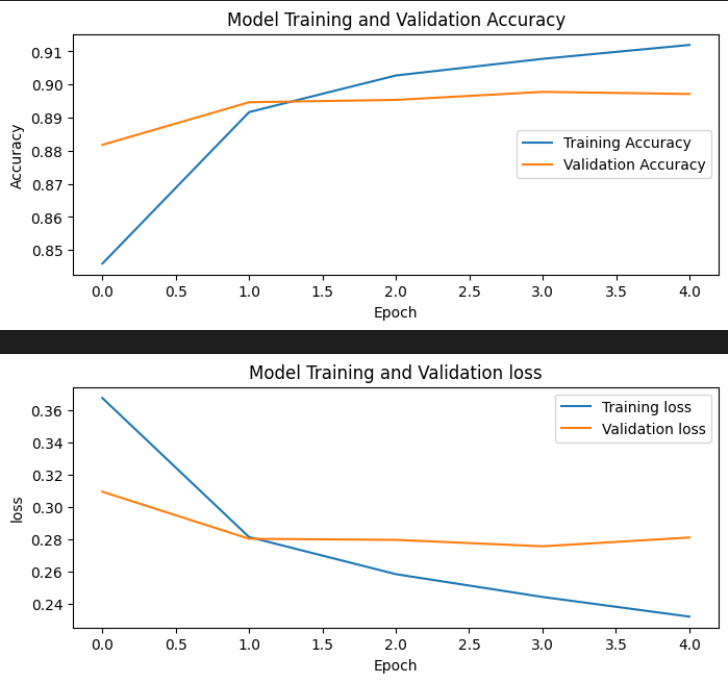 Model Training and Validation Accuracy
0.91
0.90
0.89
0.88
0.87
0.86
0.85
Accuracy
Training Accuracy
Validation Accuracy
0.0 0.5 1.0 1.5 2.0 2.5 3.0 3.5 4.0
Epoch
Model Training and Validation loss
0.36
0.34
0.32
0.30
0.28
0.26
0.24
loss
Training loss
Validation loss
0.0 0.5 1.0 1.5 2.0 2.5 3.0 3.5 4.0
Epoch